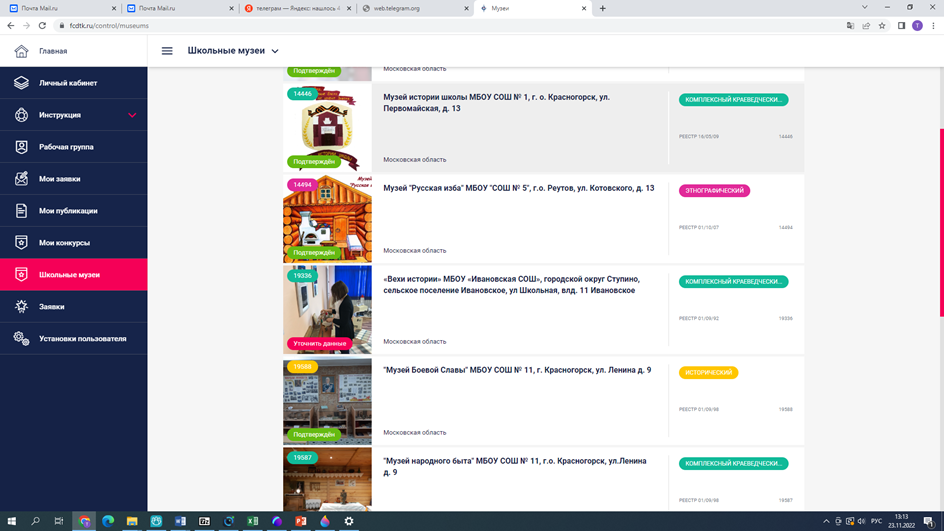 Почта Mail.ru
Почта Mail.ru
телеграм — Яндекс: нашлось
web.telegram.org
Музеи
fcdtk.ru/control/museums
Главная
Школьные музеи
Личный кабинет
Инструкция
Рабочая группа
Мои заявки
Мои публикации
Мои конкурсы
Школьные музеи
Заявки
Установки пользователя
Подтверждён
Московская область
14446
Музей истории школы МБОУ СОШ № 1, г. о. Красногорск, ул.
Первомайская, д. 13
Московская область
Подтверждён
КОМПЛЕКСНЫЙ КРАЕВЕДЧЕСКИ...
РЕЕСТР 16/05/09
14446
14494
Музей "Русская изба" МБОУ "СОШ № 5", г.о. Реутов, ул. Котовского, д. 13
Московская область
Подтверждён
ЭТНОГРАФИЧЕСКИЙ
РЕЕСТР 01/10/07
14494
19336
«Вехи истории» МБОУ «Ивановская СОШ», городской округ Ступино,
сельское поселение Ивановское, ул Школьная, влд. 11 Ивановское
Московская область
Уточнить данные
КОМПЛЕКСНЫЙ КРАЕВЕДЧЕСКИ...
РЕЕСТР 01/09/92
19336
19588
"Музей Боевой Славы" МБОУ СОШ № 11, г. Красногорск, ул. Ленина д. 9
Московская область
Подтверждён
ИСТОРИЧЕСКИЙ
РЕЕСТР 01/09/98
19588
19587
"Музей народного быта" МБОУ СОШ № 11, г.о. Красногорск, ул.Ленина
д. 9
КОМПЛЕКСНЫЙ КРАЕВЕДЧЕСКИ...
РЕЕСТР 01/09/98
19587
РУС
13:13
23.11.2022